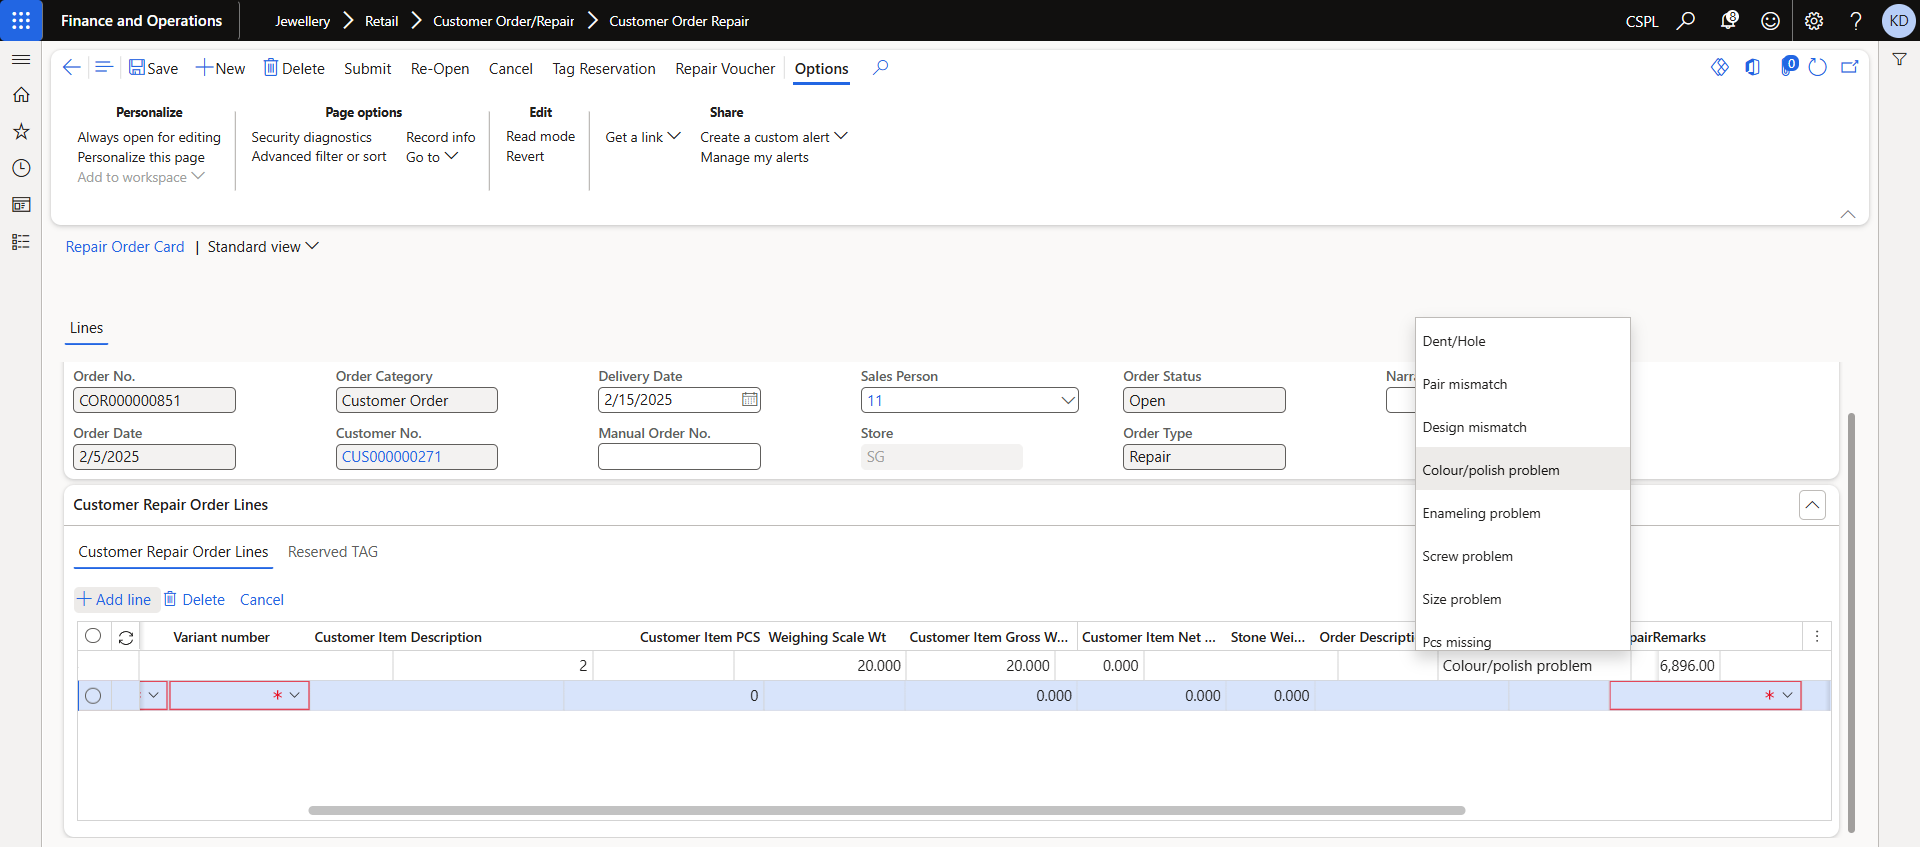 Finance and Operations
Jewellery
Retail
Customer Order/Repair
Customer Order Repair
CSPL
8
?
KD
Save
New
Delete
Submit
Re-Open
Cancel
Tag Reservation
Repair Voucher
Options
0
Personalize
Always open for editing
Personalize this page
Add to workspace
Page options
Security diagnostics
Advanced filter or sort
Record info
Go to
Edit
Read mode
Revert
Get a link
Share
Create a custom alert
Manage my alerts
Repair Order Card | Standard view
Lines
Order No.
COR000000851
Order Category
Customer Order
Delivery Date
2/15/2025
Sales Person
11
Order Status
Open
Narr
Order Date
2/5/2025
Customer No.
CUS000000271
Manual Order No.
Store
SG
Order Type
Repair
Dent/Hole
Pair mismatch
Design mismatch
Colour/polish problem
Enameling problem
Screw problem
Size problem
Pcs missing
Customer Repair Order Lines
Customer Repair Order Lines
Reserved TAG
Add line
Delete
Cancel
Variant number Customer Item Description Customer Item PCS Weighing Scale Wt Customer Item Gross W... Customer Item Net ... Stone Wei... Order Descripti pairRemarks
2 20.000 20.000 0.000 Colour/polish problem 6,896.00
* 0 0.000 0.000 0.000 *